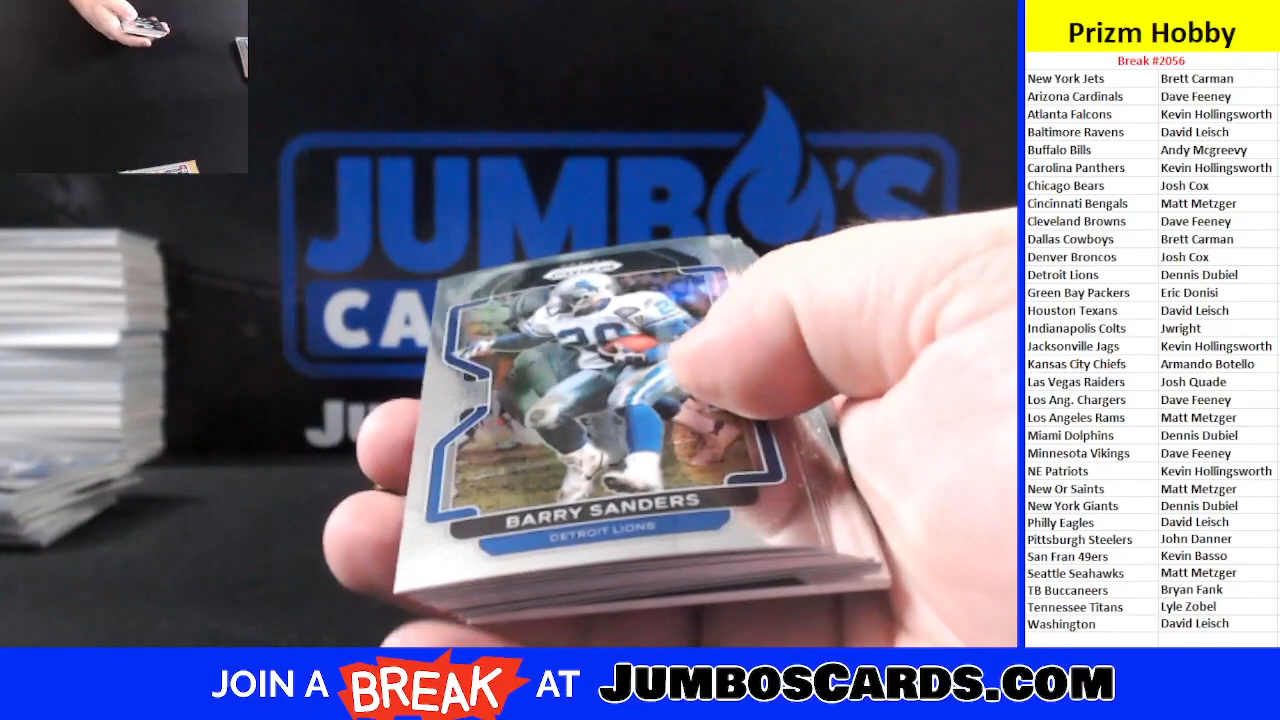 JUMBO'S
CA
JU
PRIZM
20
BARRY SANDERS
DETROIT LIONS
Prizm Hobby
Break #2056
New York Jets Brett Carman
Arizona Cardinals Dave Feeney
Atlanta Falcons Kevin Hollingsworth
Baltimore Ravens David Leisch
Buffalo Bills Andy Mcgreevy
Carolina Panthers Kevin Hollingsworth
Chicago Bears Josh Cox
Cincinnati Bengals Matt Metzger
Cleveland Browns Dave Feeney
Dallas Cowboys Brett Carman
Denver Broncos Josh Cox
Detroit Lions Dennis Dubiel
Green Bay Packers Eric Donisi
Houston Texans David Leisch
Indianapolis Colts Jwright
Jacksonville Jags Kevin Hollingsworth
Kansas City Chiefs Armando Botello
Las Vegas Raiders Josh Quade
Los Ang. Chargers Dave Feeney
Los Angeles Rams Matt Metzger
Miami Dolphins Dennis Dubiel
Minnesota Vikings Dave Feeney
NE Patriots Kevin Hollingsworth
New Or Saints Matt Metzger
New York Giants Dennis Dubiel
Philly Eagles David Leisch
Pittsburgh Steelers John Danner
San Fran 49ers Kevin Basso
Seattle Seahawks Matt Metzger
TB Buccaneers Bryan Fank
Tennessee Titans Lyle Zobel
Washington David Leisch
JOIN A BREAK AT JUMBOSCARDS.COM